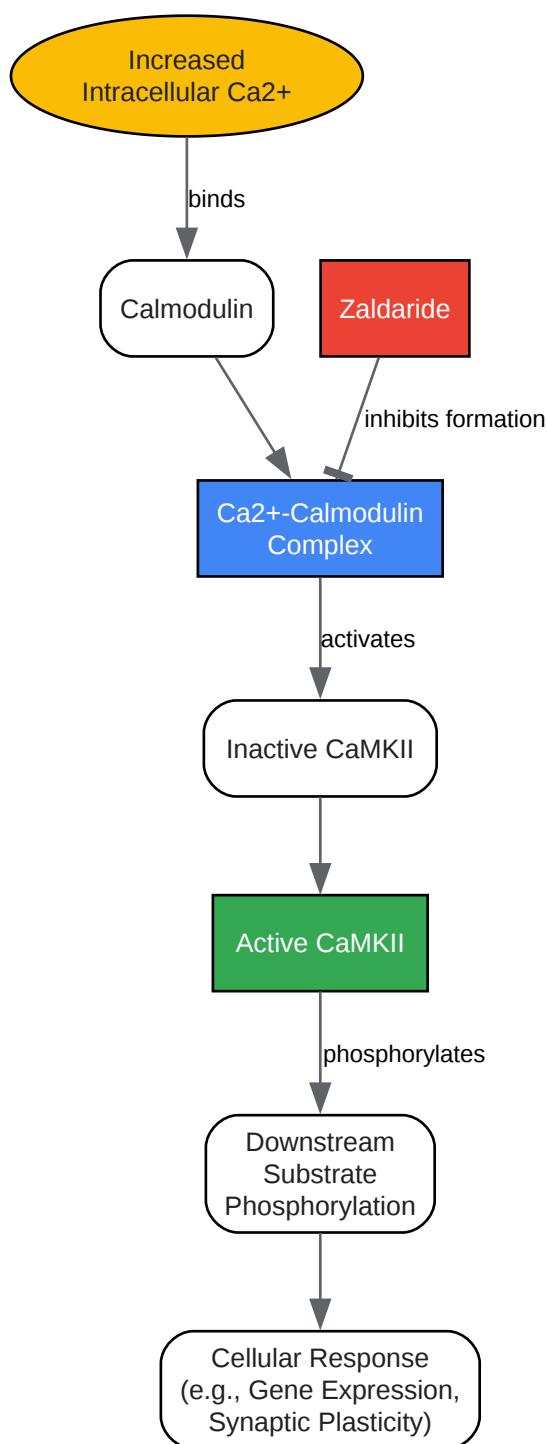 Increased
Intracellular Ca2+
binds
Calmodulin
Zaldaride
inhibits formation
Ca2+-Calmodulin
Complex
activates
Inactive CaMKII
Active CaMKII
phosphorylates
Downstream
Substrate
Phosphorylation
Cellular Response
(e.g., Gene Expression,
Synaptic Plasticity)